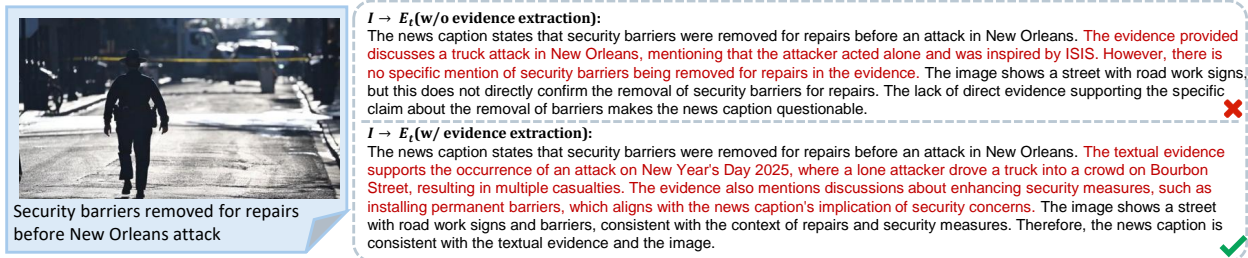 Security barriers removed for repairs
before New Orleans attack
I → Eₜ(w/o evidence extraction):
The news caption states that security barriers were removed for repairs before an attack in New Orleans. The evidence provided
discusses a truck attack in New Orleans, mentioning that the attacker acted alone and was inspired by ISIS. However, there is
no specific mention of security barriers being removed for repairs in the evidence. The image shows a street with road work signs,
but this does not directly confirm the removal of security barriers for repairs. The lack of direct evidence supporting the specific
claim about the removal of barriers makes the news caption questionable.
I → Eₜ(w/ evidence extraction):
The news caption states that security barriers were removed for repairs before an attack in New Orleans. The textual evidence
supports the occurrence of an attack on New Year's Day 2025, where a lone attacker drove a truck into a crowd on Bourbon
Street, resulting in multiple casualties. The evidence also mentions discussions about enhancing security measures, such as
installing permanent barriers, which aligns with the news caption's implication of security concerns. The image shows a street
with road work signs and barriers, consistent with the context of repairs and security measures. Therefore, the news caption is
consistent with the textual evidence and the image.